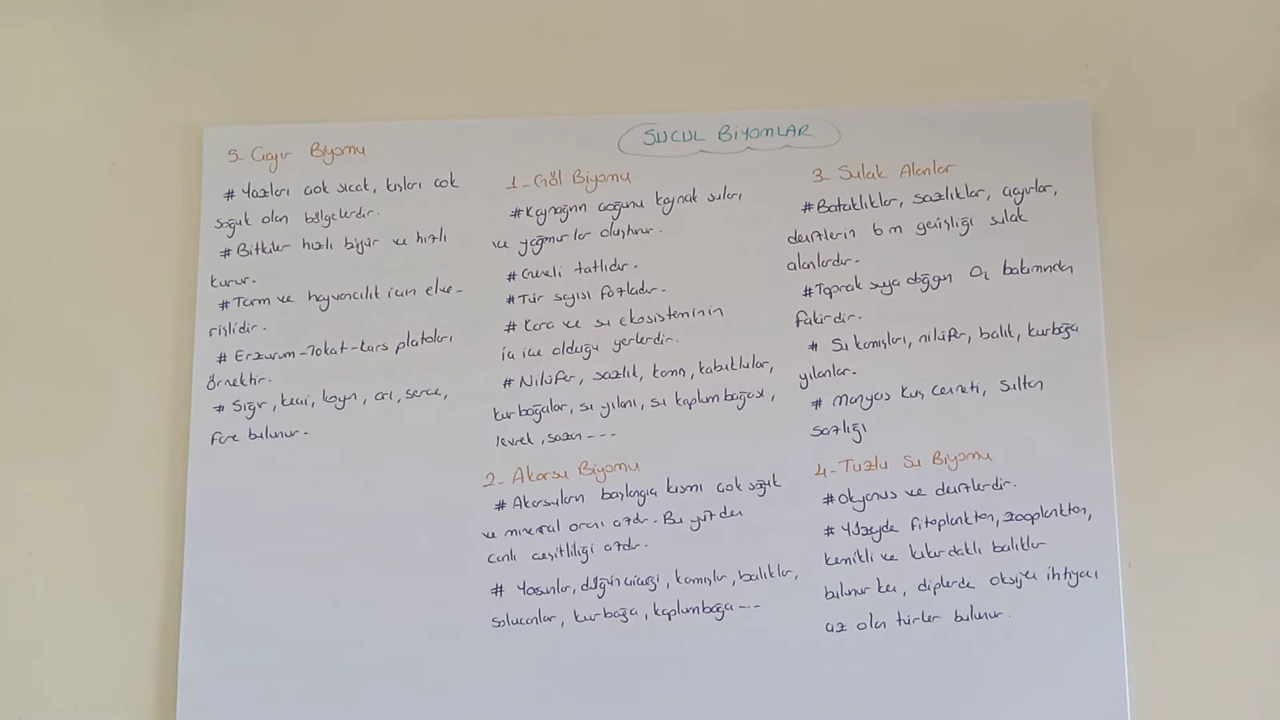 5- Çayır Biyomu
# Yazları çok sıcak, kışları çok
soğuk olan bölgelerdir.
# Bitkiler hızlı büyür ve hızlı
kurur.
# Tarım ve hayvancılık için elve-
rişlidir.
# Erzurum-Tokat-Kars platoları
örnektir.
# Sığır, keçi, koyun, arı, serçe,
fare bulunur.
SUCUL BİYOMLAR
1- Göl Biyomu
# Kaynağını çoğunu kaynak suları
ve yağmurlar oluşturur.
# Geneli tatlıdır.
# Tür sayısı fazladır.
# Kara ve su ekosisteminin
iç içe olduğu yerlerdir.
# Nilüfer, sazlık, kamış, kabuklular,
kurbağalar, su yılanı, su kaplumbağası,
levrek, sazan ---
2- Akarsu Biyomu
# Akarsuların başlangıç kısmı çok soğuk
ve mineral oranı azdır. Bu yüzden
canlı çeşitliliği azdır.
# Yosunlar, düğün çiçeği, kamışlar, balıklar,
solucanlar, kurbağa, kaplumbağa ---
3- Sulak Alanlar
# Bataklıklar, sazlıklar, çayırlar,
denizlerin 6 m genişliği sulak
alanlardır.
# Toprak suya doygun O₂ bakımından
fakirdir.
# Su kamışları, nilüfer, balık, kurbağa
yılanlar.
# Manyas Kuş Cenneti, Sultan
Sazlığı
4- Tuzlu Su Biyomu
# Okyanus ve denizlerdir.
# Yüzeyde fitoplankton, zooplankton,
kemikli ve kıkırdaklı balıklar
bulunurken, diplerde oksijen ihtiyacı
az olan türler bulunur.